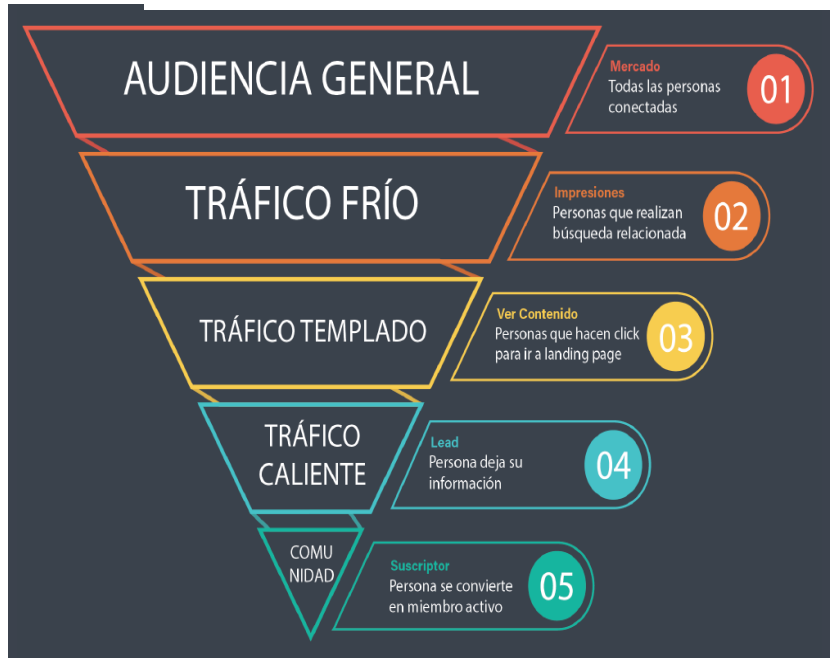 AUDIENCIA GENERAL
Mercado
Todas las personas
conectadas
01
TRÁFICO FRÍO
Impresiones
Personas que realizan
búsqueda relacionada
02
TRÁFICO TEMPLADO
Ver Contenido
Personas que hacen click
para ir a landing page
03
TRÁFICO
CALIENTE
Lead
Persona deja su
información
04
COMU
NIDAD
Suscriptor
Persona se convierte
en miembro activo
05